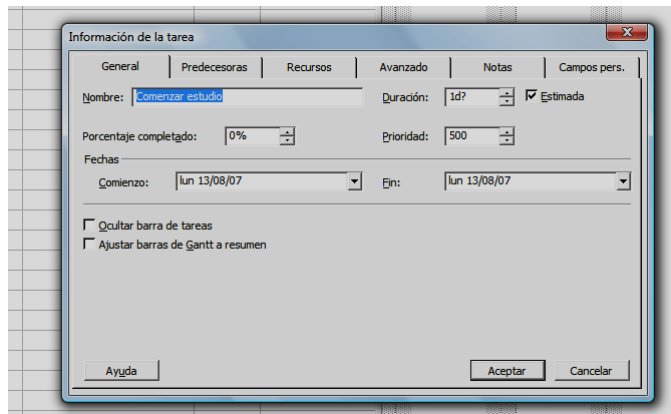 Información de la tarea
General Predecesoras Recursos Avanzado Notas Campos pers.
Nombre: Comenzar estudio Duración: 1d? Estimada
Porcentaje completado: 0% Prioridad: 500
Fechas
Comienzo: lun 13/08/07 Fin: lun 13/08/07
Ocultar barra de tareas
Ajustar barras de Gantt a resumen
Ayuda Aceptar Cancelar